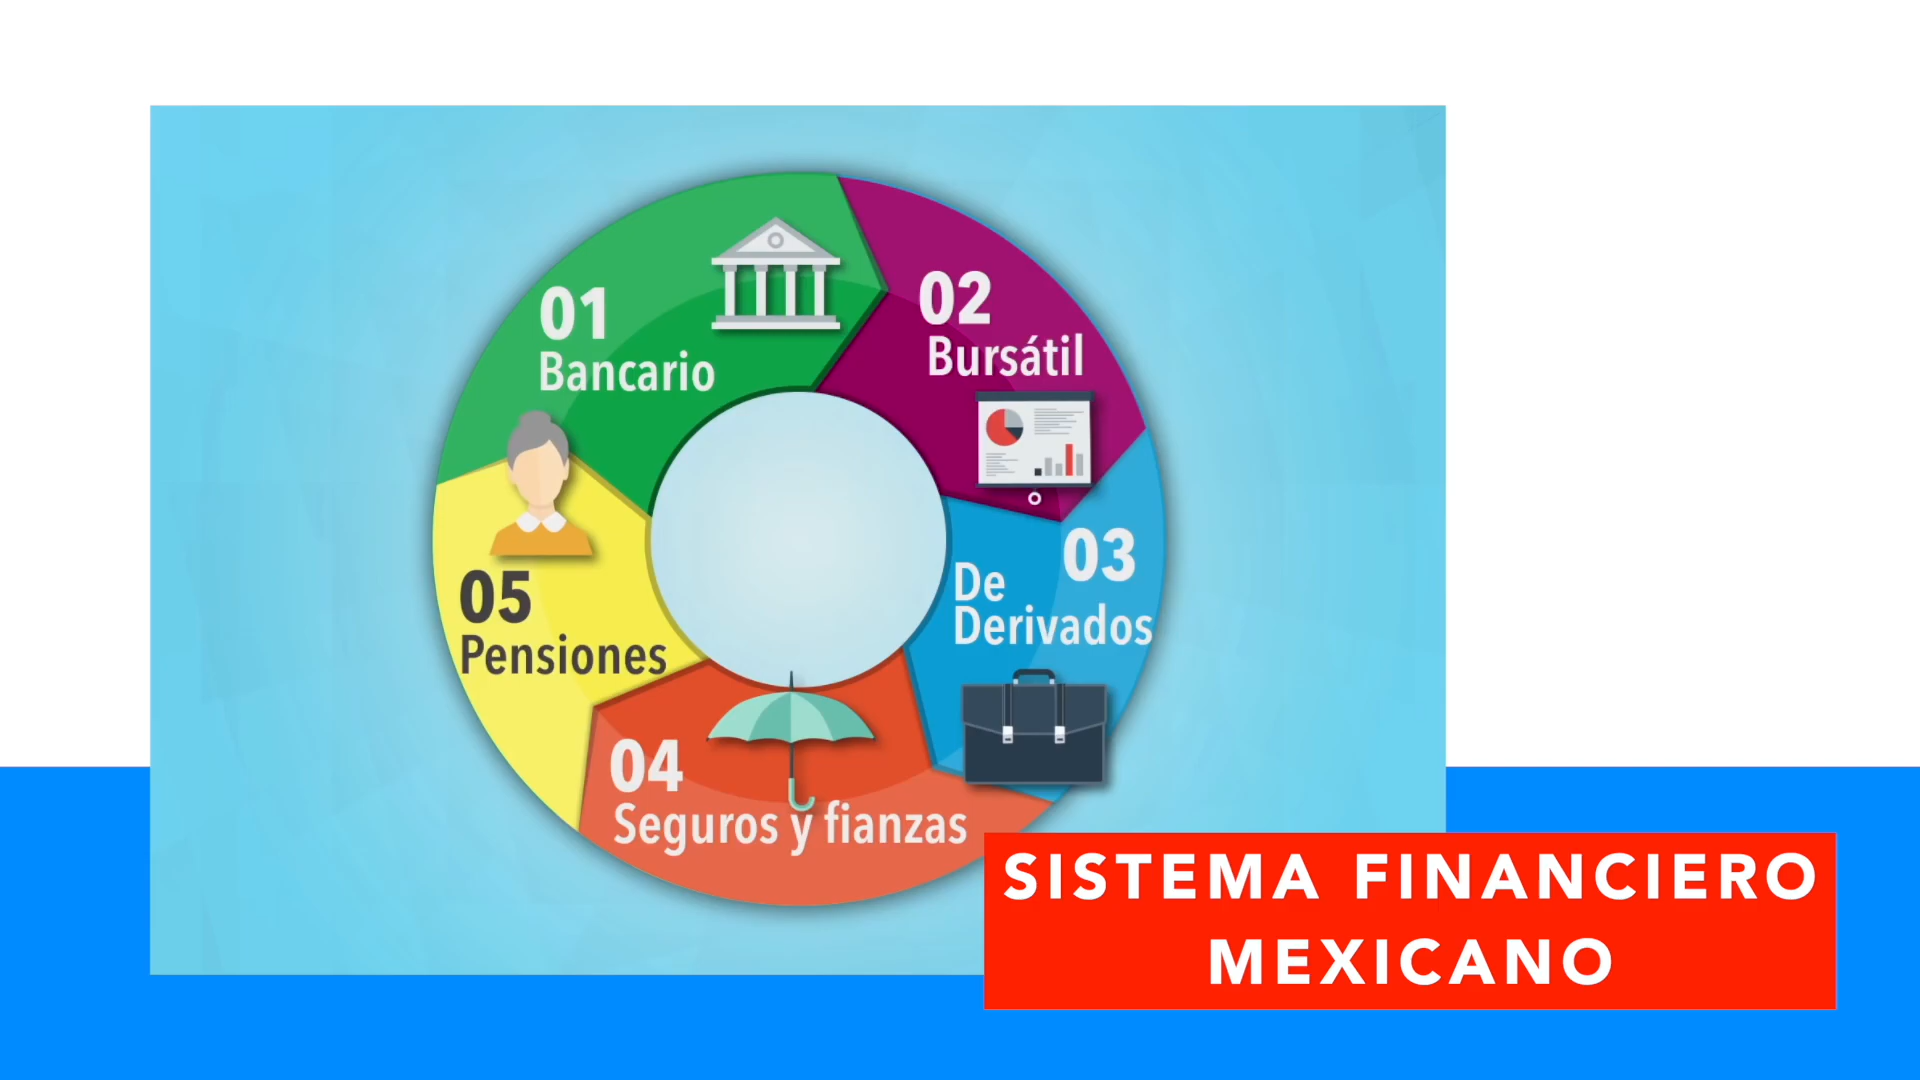 01
Bancario
02
Bursátil
03
De
Derivados
04
Seguros y fianzas
05
Pensiones
SISTEMA FINANCIERO
MEXICANO